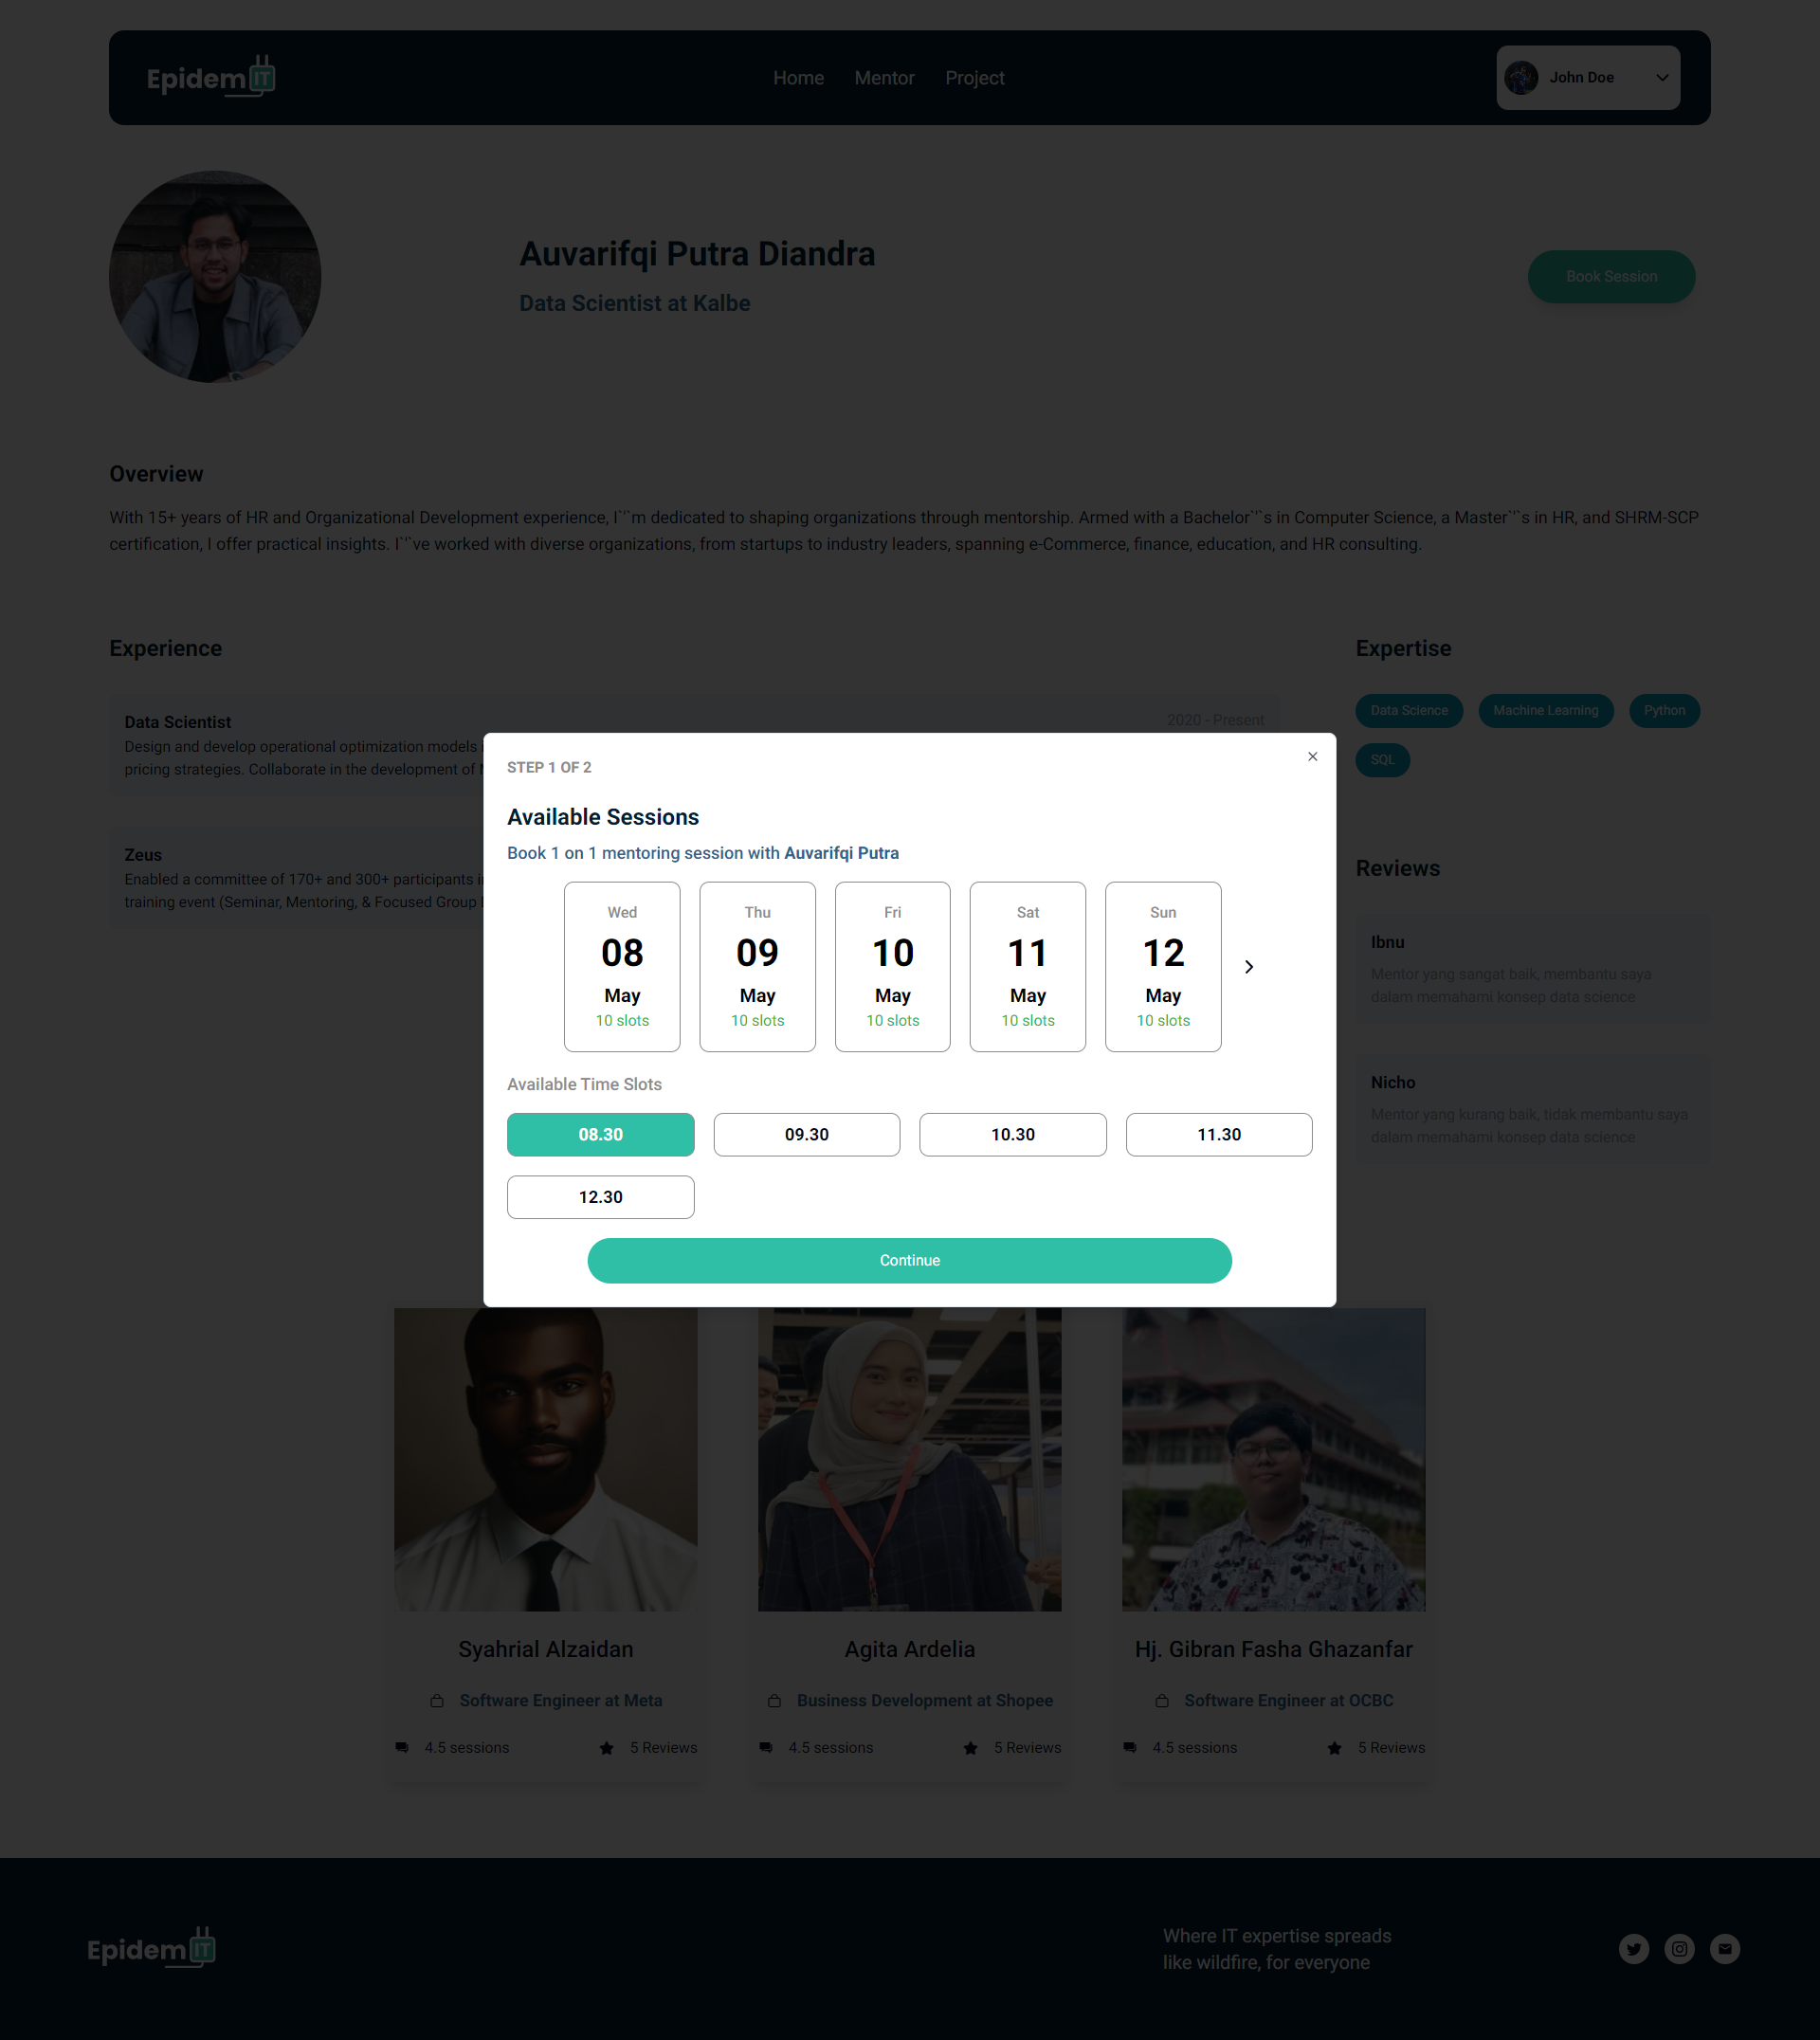 Epidem IT
Home Mentor Project
John Doe
Auvarifqi Putra Diandra
Data Scientist at Kalbe
Book Session
Overview
With 15+ years of HR and Organizational Development experience, I`'`m dedicated to shaping organizations through mentorship. Armed with a Bachelor`'`s in Computer Science, a Master`'`s in HR, and SHRM-SCP
certification, I offer practical insights. I`'`ve worked with diverse organizations, from startups to industry leaders, spanning e-Commerce, finance, education, and HR consulting.
Experience
Data Scientist
2020 - Present
Design and develop operational optimization models
pricing strategies. Collaborate in the development of
Zeus
Enabled a committee of 170+ and 300+ participants
training event (Seminar, Mentoring, & Focused Group
Expertise
Data Science Machine Learning Python
SQL
Reviews
Ibnu
Mentor yang sangat baik, membantu saya
dalam memahami konsep data science
Nicho
Mentor yang kurang baik, tidak membantu saya
dalam memahami konsep data science
STEP 1 OF 2
Available Sessions
Book 1 on 1 mentoring session with Auvarifqi Putra
Wed Thu Fri Sat Sun
08 09 10 11 12
May May May May May
10 slots 10 slots 10 slots 10 slots 10 slots
Available Time Slots
08.30 09.30 10.30 11.30
12.30
Continue
Syahrial Alzaidan
Software Engineer at Meta
4.5 sessions 5 Reviews
Agita Ardelia
Business Development at Shopee
4.5 sessions 5 Reviews
Hj. Gibran Fasha Ghazanfar
Software Engineer at OCBC
4.5 sessions 5 Reviews
Epidem IT
Where IT expertise spreads
like wildfire, for everyone